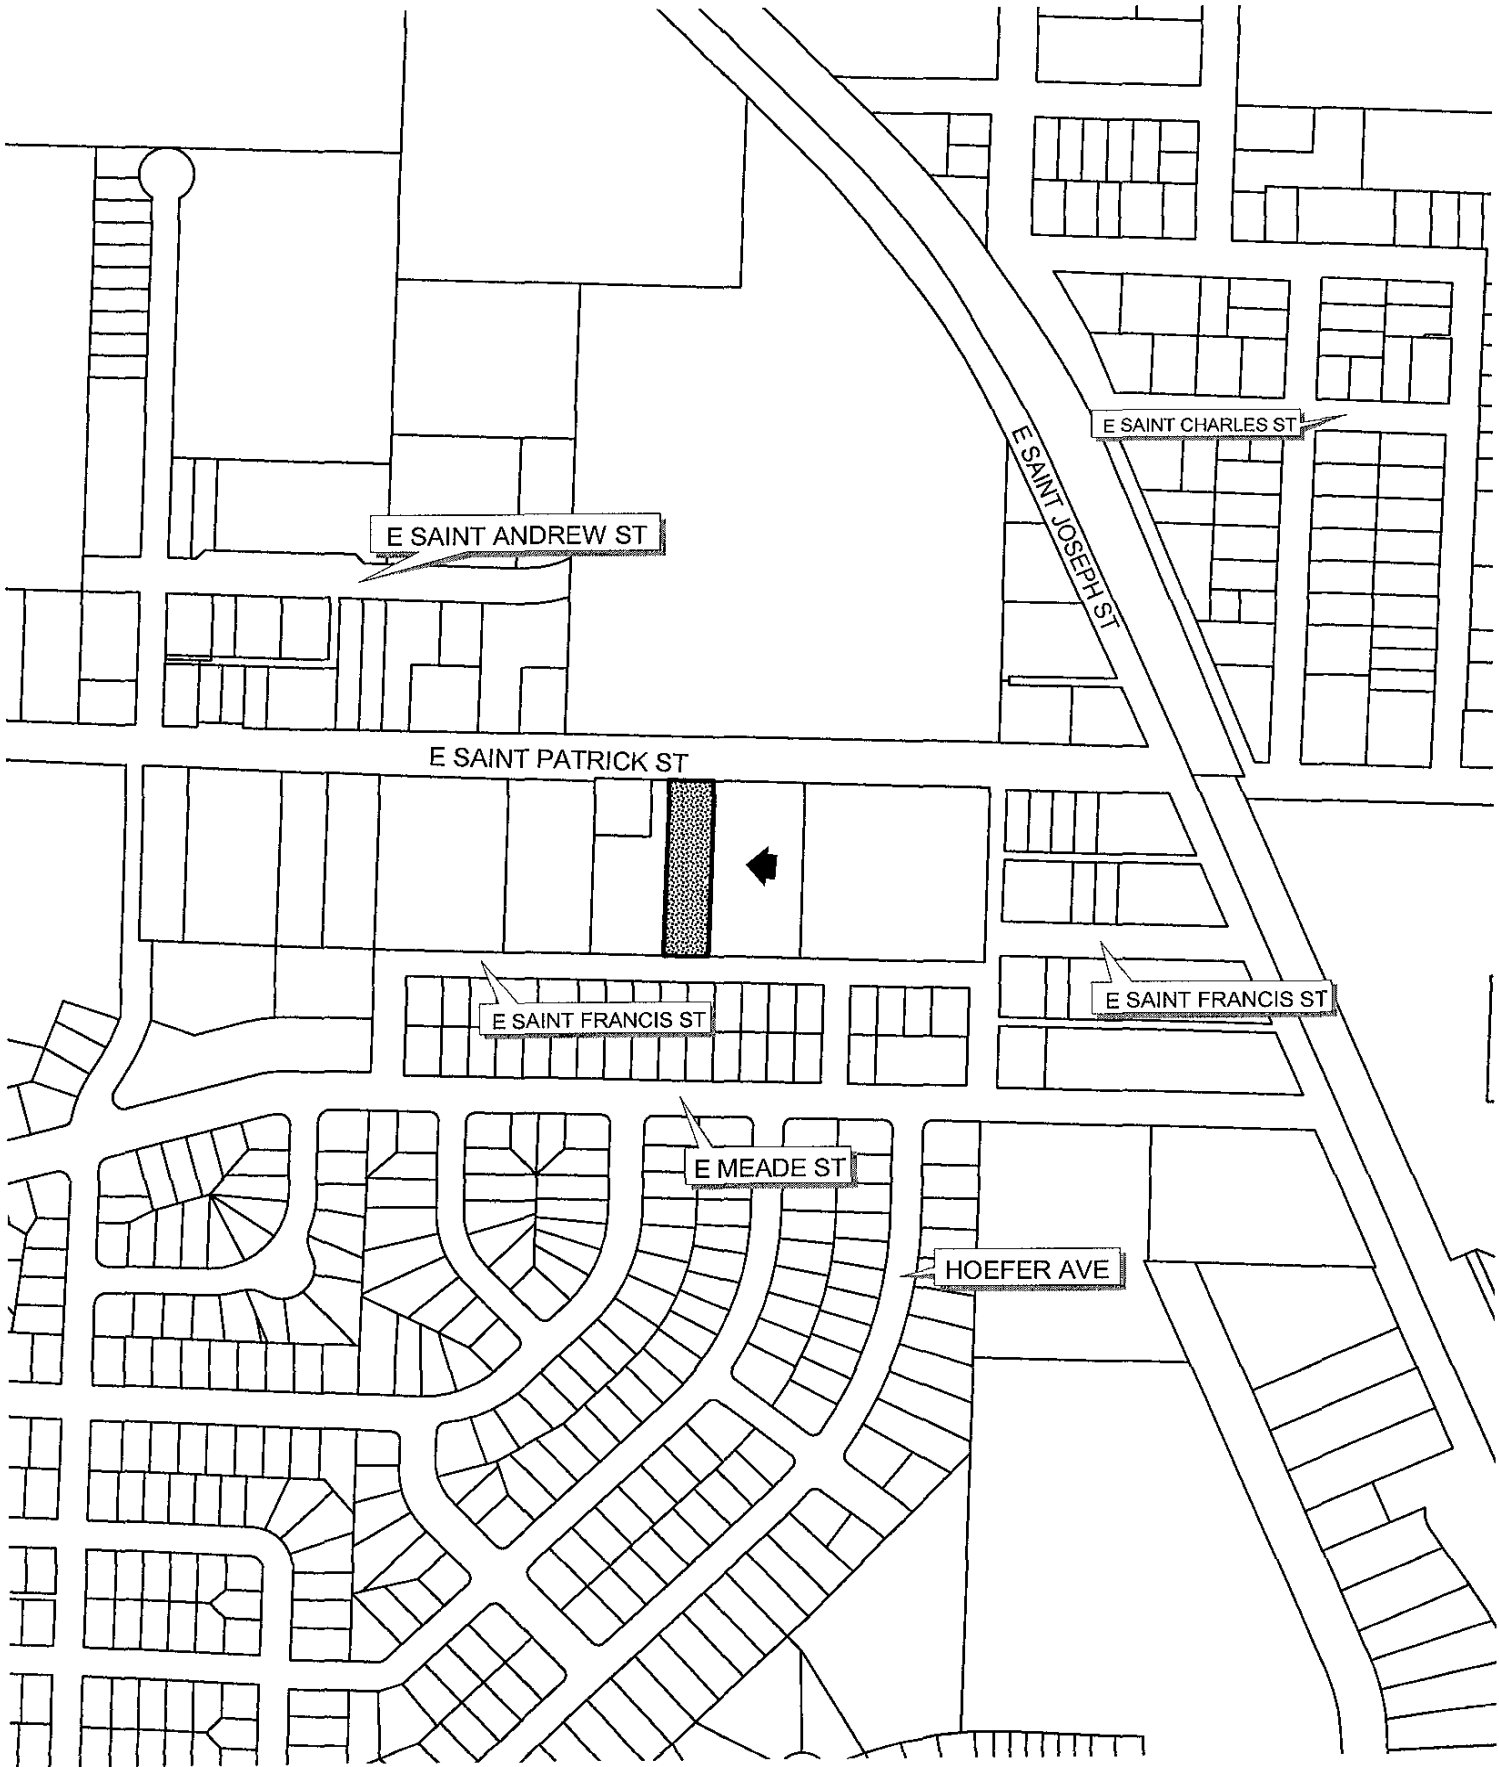 E SAINT CHARLES ST
E SAINT JOSEPH ST
E SAINT ANDREW ST
E SAINT PATRICK ST
E SAINT FRANCIS ST
E SAINT FRANCIS ST
E MEADE ST
HOEFER AVE